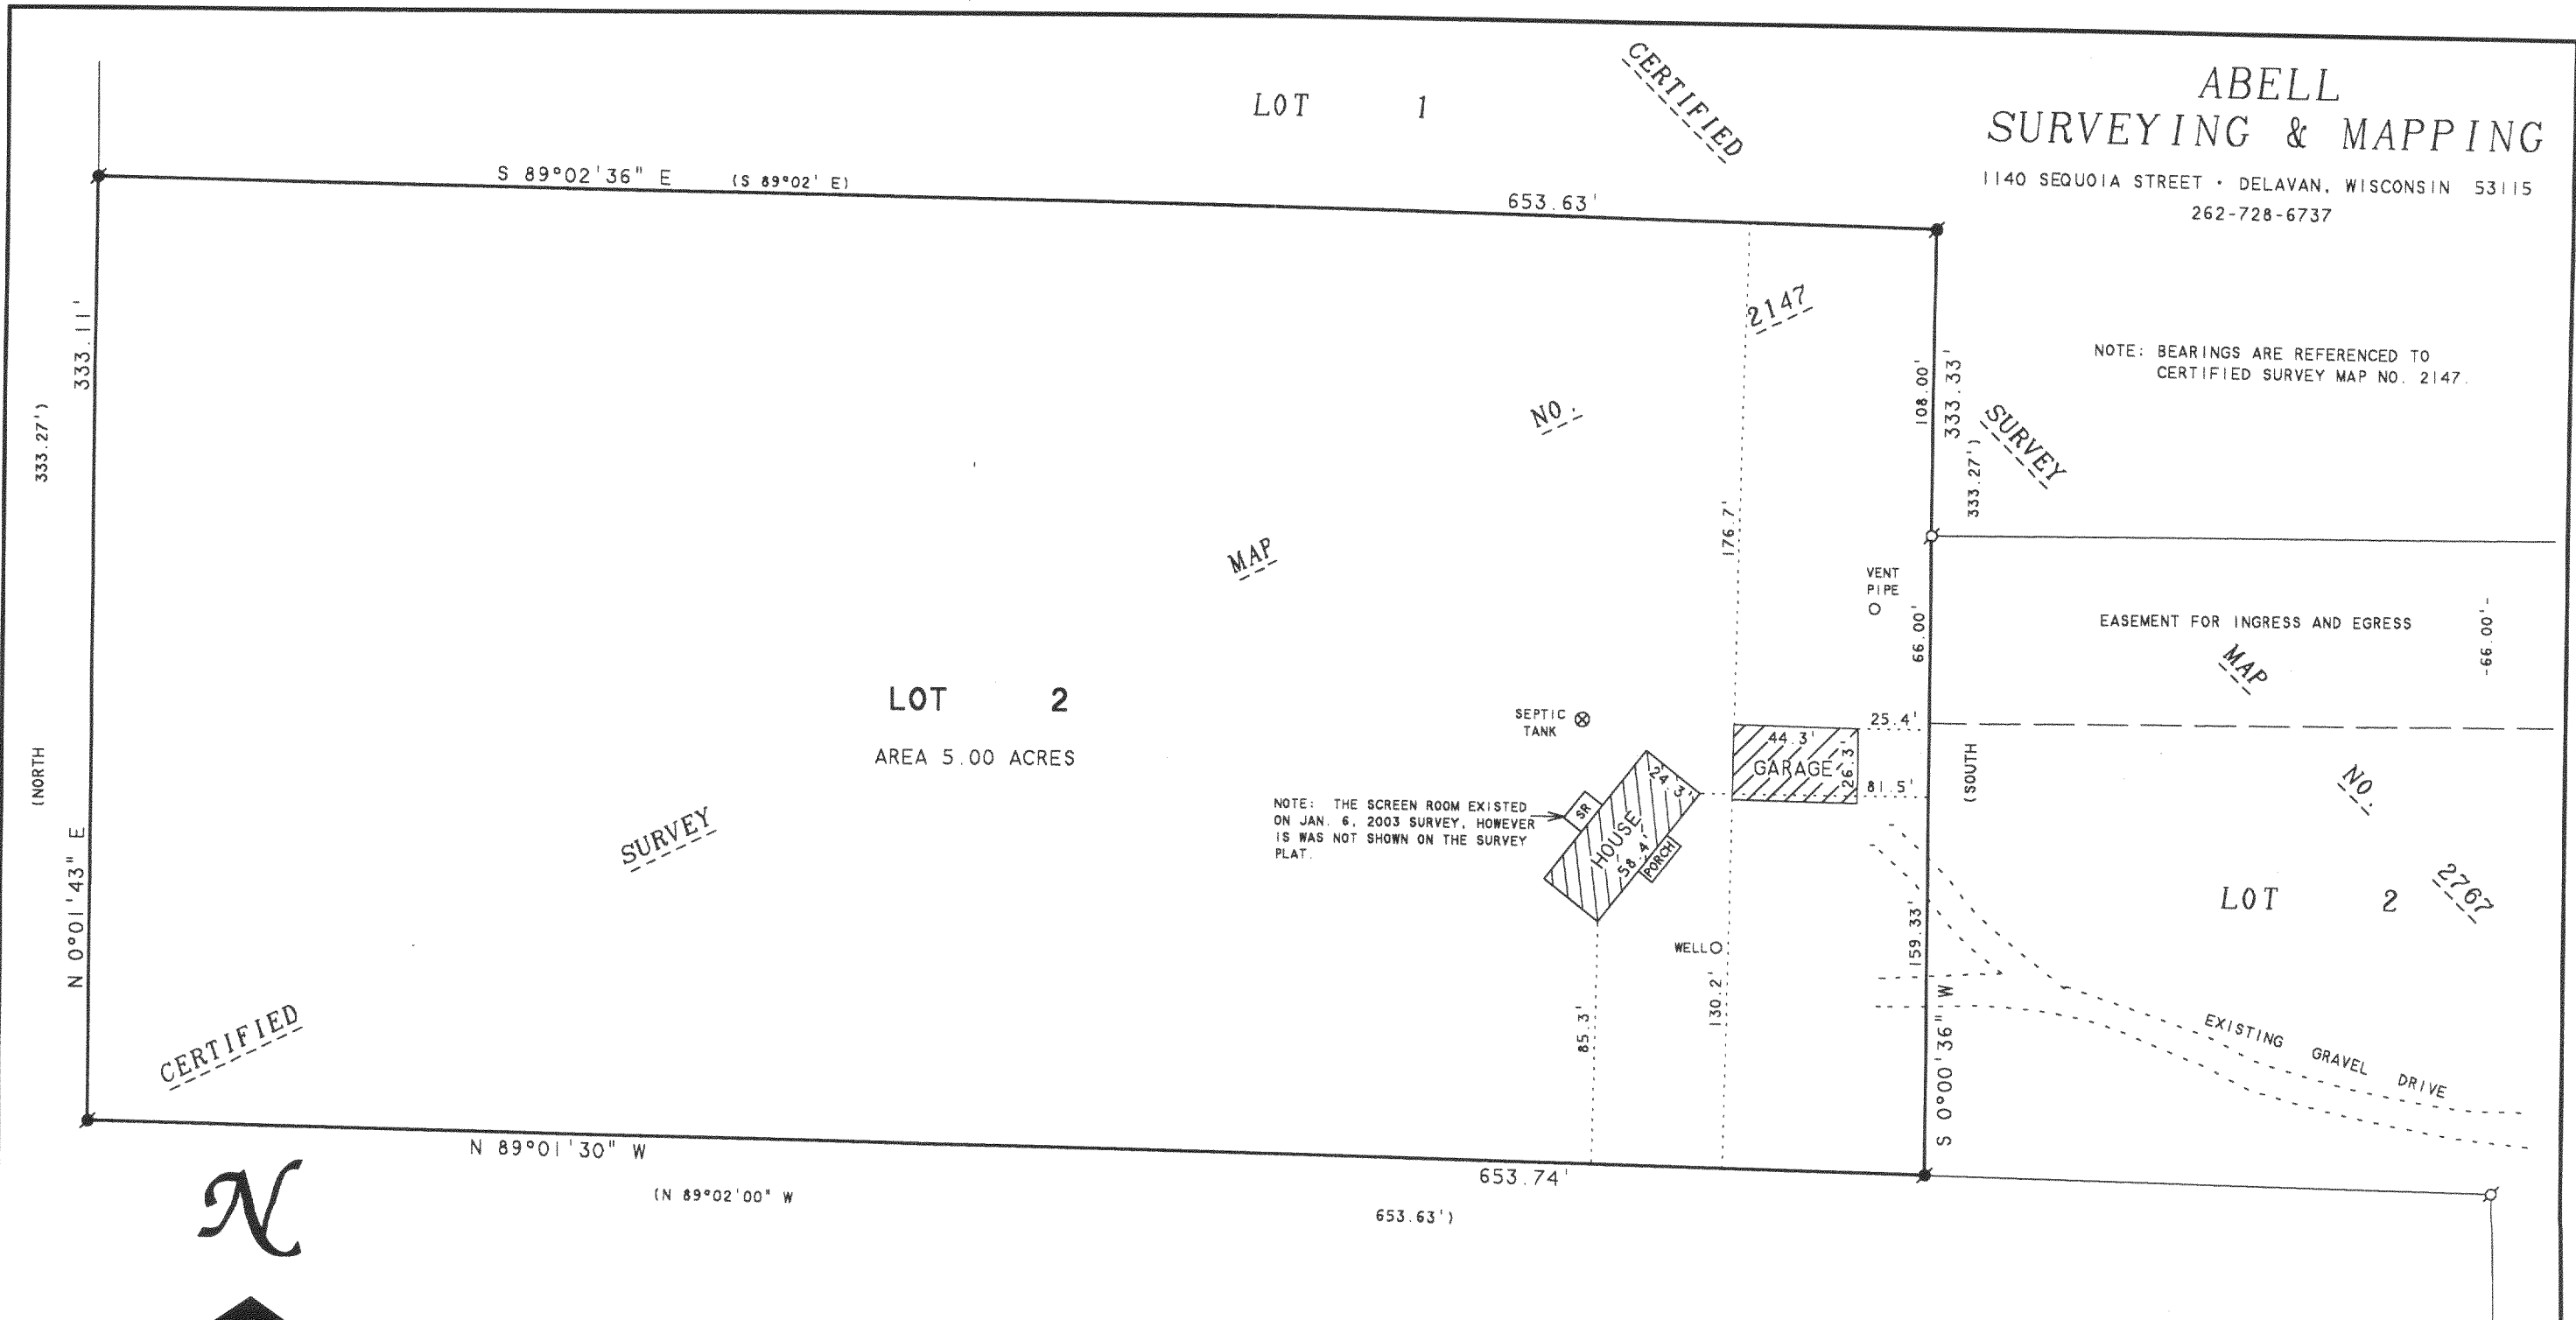 ABELL
SURVEYING & MAPPING
1140 SEQUOIA STREET • DELAVAN, WISCONSIN 53115
262-728-6737
LOT 1
CERTIFIED
S 89°02'36" E (S 89°02' E)
653.63'
2147
NOTE: BEARINGS ARE REFERENCED TO
CERTIFIED SURVEY MAP NO. 2147.
333.11'
333.27')
108.00'
333.33'
333.27')
SURVEY
NO.
MAP
176.7'
VENT
PIPE
66.00'
EASEMENT FOR INGRESS AND EGRESS
-66.00'-
MAP
LOT 2
AREA 5.00 ACRES
SEPTIC
TANK
25.4'
44.3'
GARAGE
26.3'
81.5'
(SOUTH
(NORTH
N 0°01'43" E
NO.
24.3'
SR
HOUSE
58.4'
PORCH
NOTE: THE SCREEN ROOM EXISTED
ON JAN. 6, 2003 SURVEY, HOWEVER
IS WAS NOT SHOWN ON THE SURVEY
PLAT.
SURVEY
LOT 2
2767
WELL
159.33'
85.3'
130.2'
S 0°00'36" W
CERTIFIED
EXISTING GRAVEL DRIVE
N 89°01'30" W
653.74'
(N 89°02'00" W
653.63')
N